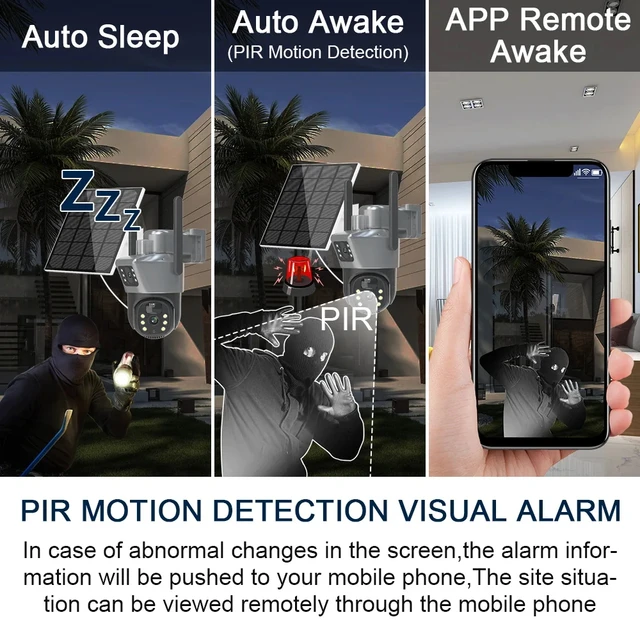 Auto Sleep
Auto Awake
(PIR Motion Detection)
APP Remote
Awake
Z
Z
Z
PIR
PIR MOTION DETECTION VISUAL ALARM
In case of abnormal changes in the screen,the alarm infor-
mation will be pushed to your mobile phone,The site situa-
tion can be viewed remotely through the mobile phone